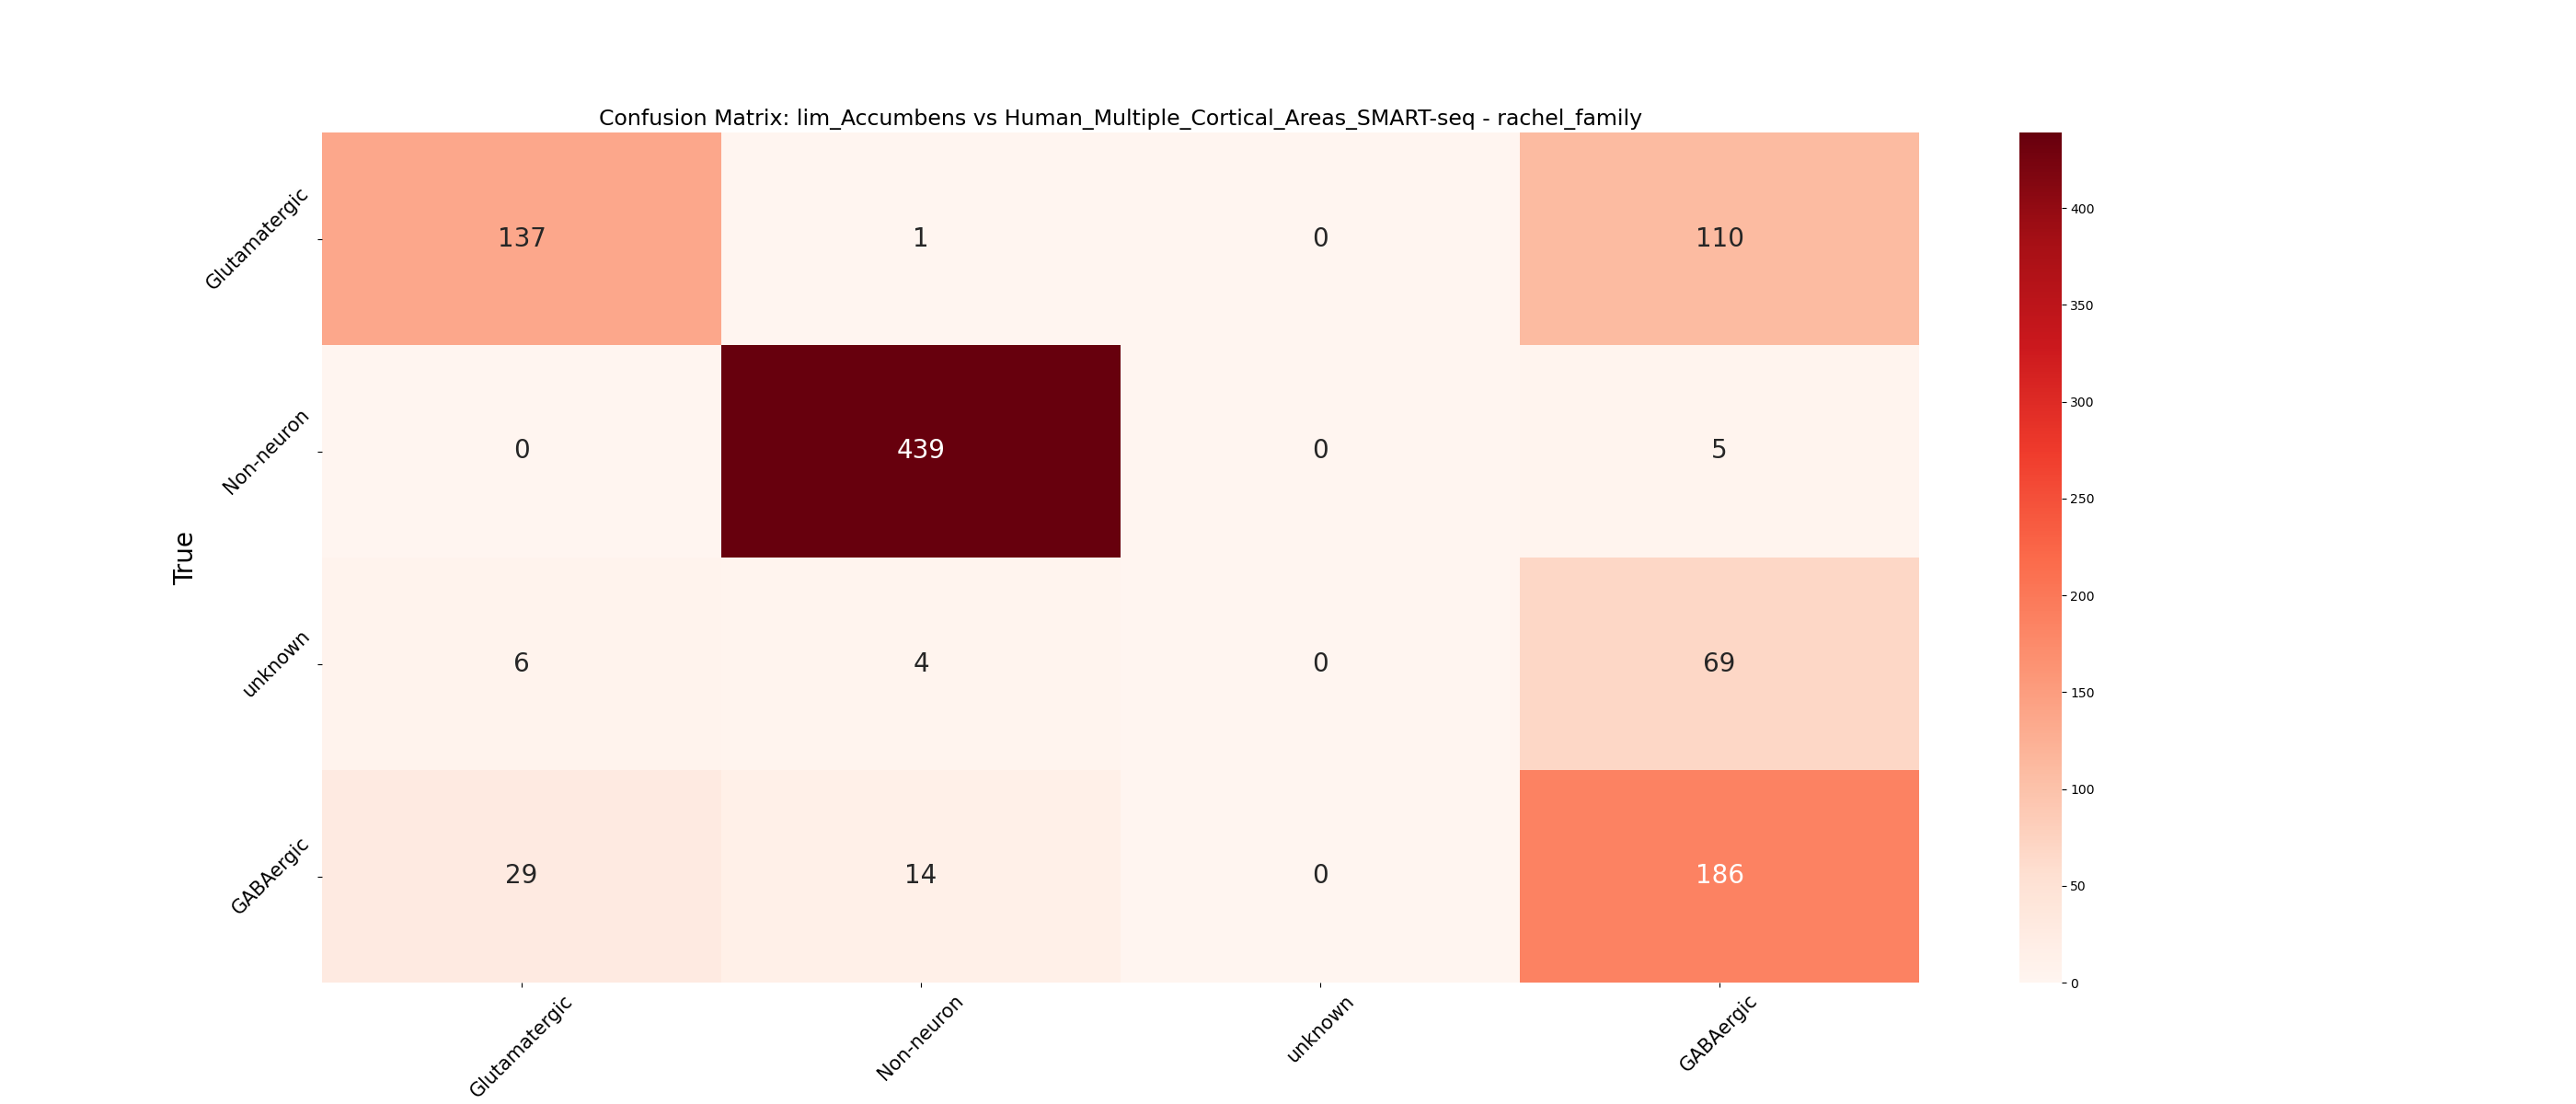 Confusion Matrix: lim_Accumbens vs Human_Multiple_Cortical_Areas_SMART-seq - rachel_family
Glutamatergic
137
1
0
110
400
350
Non-neuron
0
439
0
5
300
250
True
unknown
6
4
0
69
200
150
GABAergic
29
14
0
186
100
50
0
Glutamatergic
Non-neuron
unknown
GABAergic